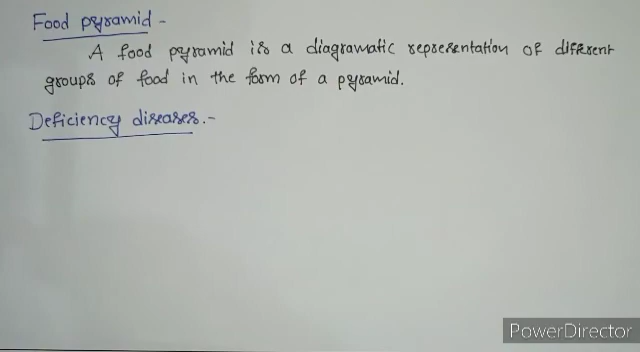 Food pyramid -
A food pyramid is a diagramatic representation of different
groups of food in the form of a pyramid.
Deficiency diseases.-
PowerDirector